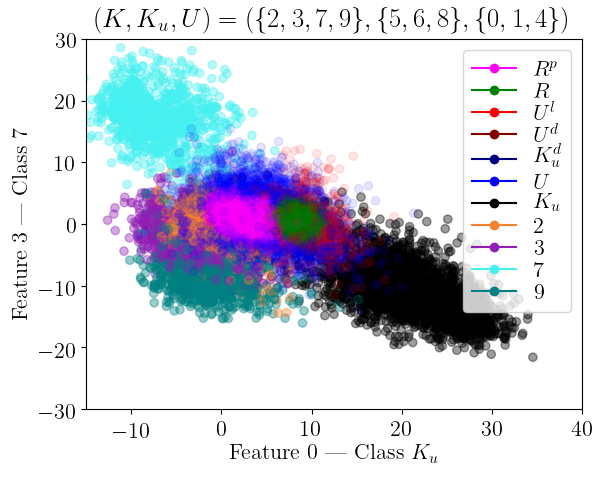 (K, K_u, U) = ({2, 3, 7, 9}, {5, 6, 8}, {0, 1, 4})
Feature 3 — Class 7
30
20
10
0
−10
−20
−30
R^p
R
U^l
U^d
K_u^d
U
K_u
2
3
7
9
−10 0 10 20 30 40
Feature 0 — Class K_u